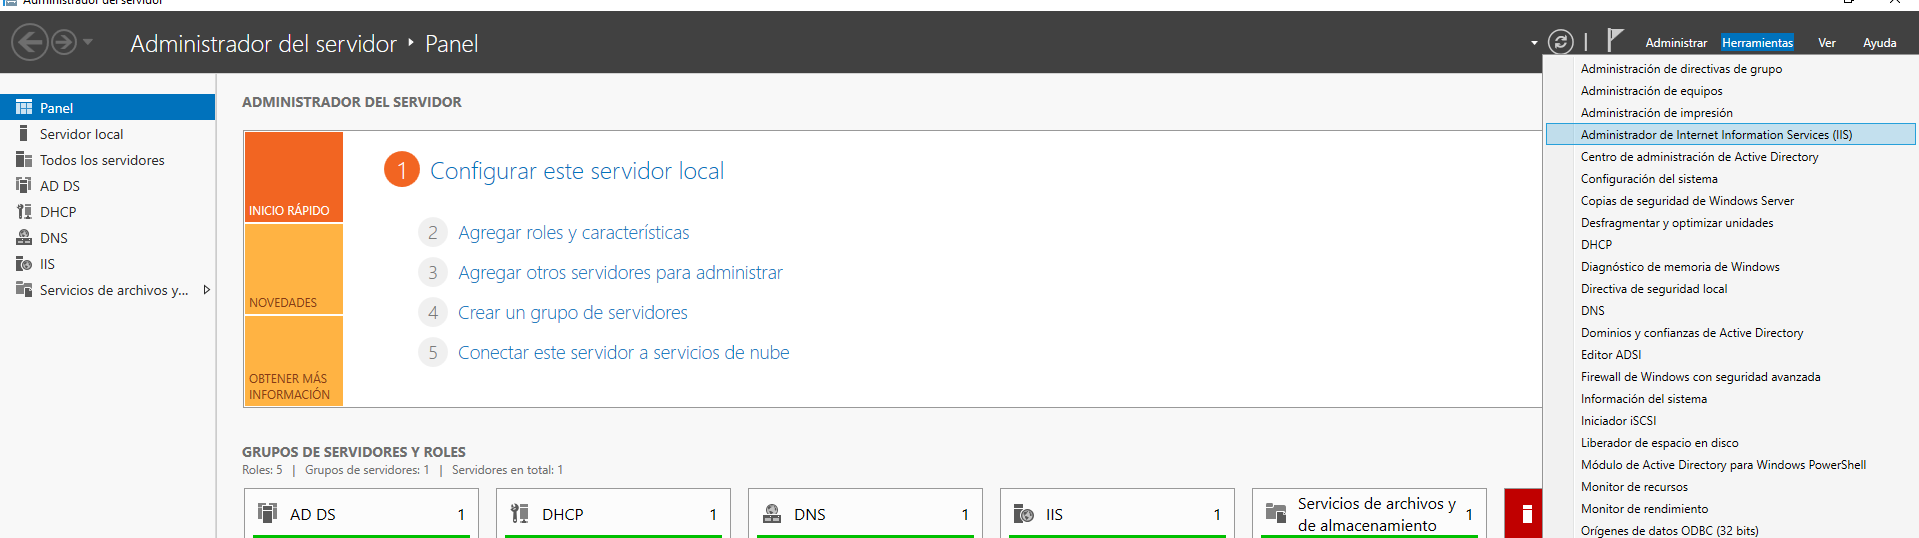 Administrador del servidor
Administrador del servidor ‣ Panel
Administrar Herramientas Ver Ayuda
Panel
Servidor local
Todos los servidores
AD DS
DHCP
DNS
IIS
Servicios de archivos y...
ADMINISTRADOR DEL SERVIDOR
INICIO RÁPIDO
NOVEDADES
OBTENER MÁS
INFORMACIÓN
1 Configurar este servidor local
2 Agregar roles y características
3 Agregar otros servidores para administrar
4 Crear un grupo de servidores
5 Conectar este servidor a servicios de nube
GRUPOS DE SERVIDORES Y ROLES
Roles: 5 | Grupos de servidores: 1 | Servidores en total: 1
AD DS 1
DHCP 1
DNS 1
IIS 1
Servicios de archivos y
de almacenamiento 1
Administración de directivas de grupo
Administración de equipos
Administración de impresión
Administrador de Internet Information Services (IIS)
Centro de administración de Active Directory
Configuración del sistema
Copias de seguridad de Windows Server
Desfragmentar y optimizar unidades
DHCP
Diagnóstico de memoria de Windows
Directiva de seguridad local
DNS
Dominios y confianzas de Active Directory
Editor ADSI
Firewall de Windows con seguridad avanzada
Información del sistema
Iniciador iSCSI
Liberador de espacio en disco
Módulo de Active Directory para Windows PowerShell
Monitor de recursos
Monitor de rendimiento
Orígenes de datos ODBC (32 bits)